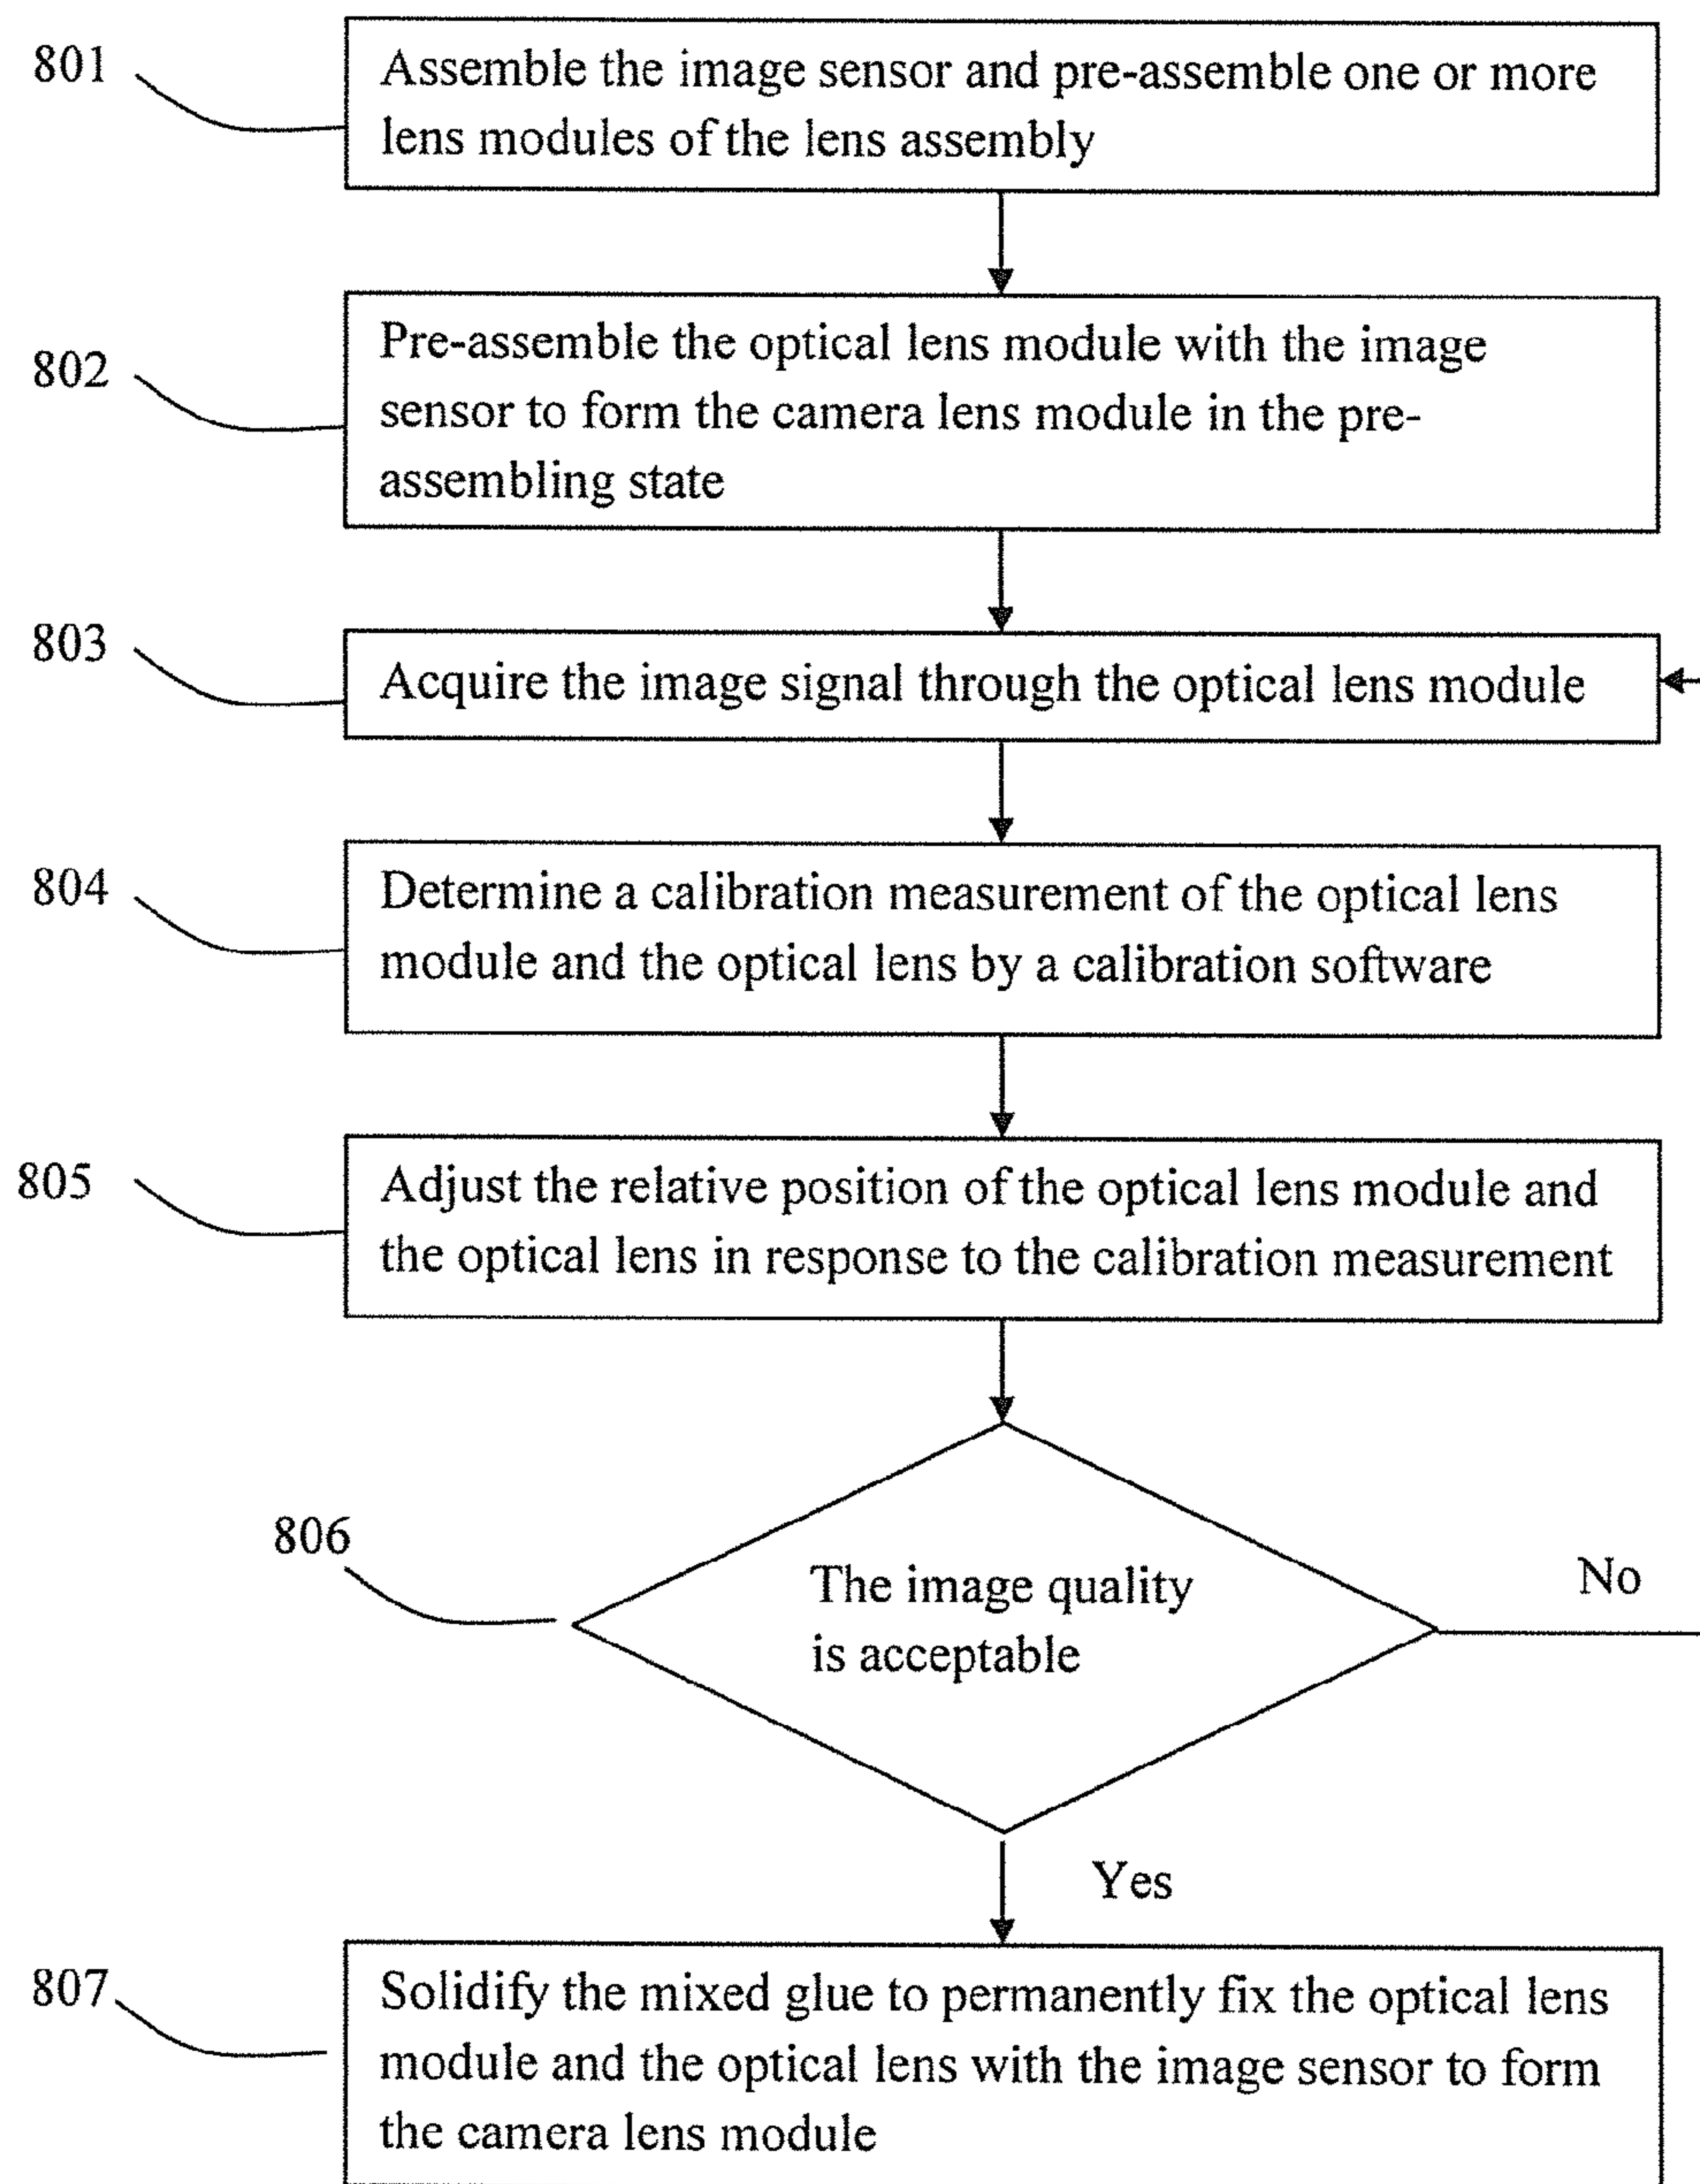 801
Assemble the image sensor and pre-assemble one or more
lens modules of the lens assembly
802
Pre-assemble the optical lens module with the image
sensor to form the camera lens module in the pre-
assembling state
803
Acquire the image signal through the optical lens module
804
Determine a calibration measurement of the optical lens
module and the optical lens by a calibration software
805
Adjust the relative position of the optical lens module and
the optical lens in response to the calibration measurement
806
The image quality
is acceptable
No
Yes
807
Solidify the mixed glue to permanently fix the optical lens
module and the optical lens with the image sensor to form
the camera lens module